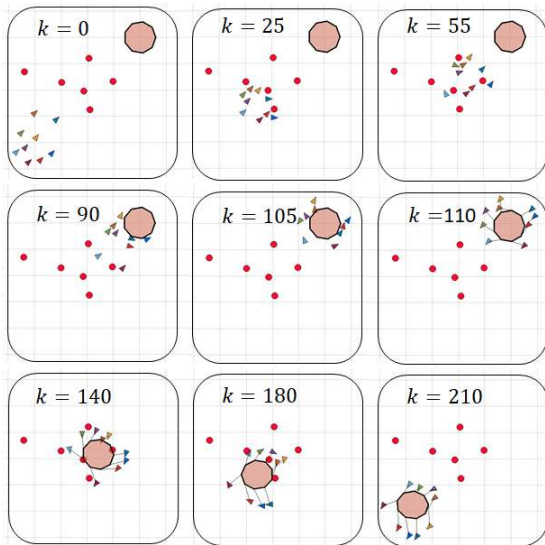 k = 0
k = 25
k = 55
k = 90
k = 105
k =110
k = 140
k = 180
k = 210